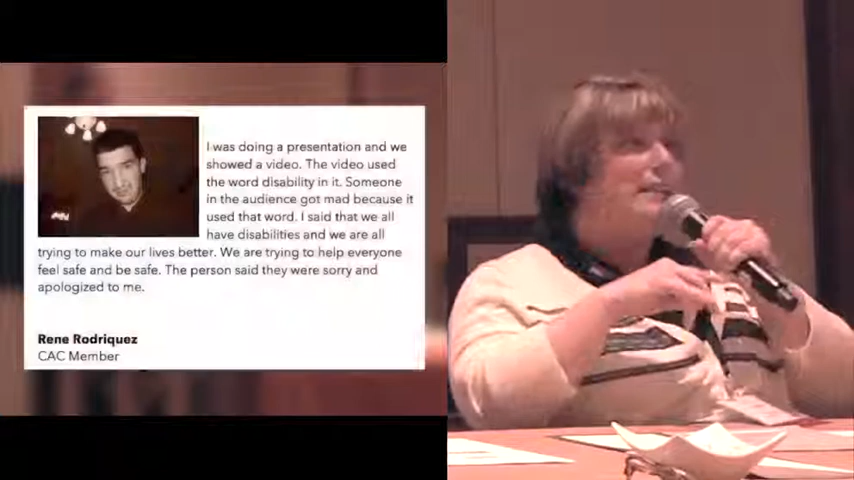 I was doing a presentation and we
showed a video. The video used
the word disability in it. Someone
in the audience got mad because it
used that word. I said that we all
have disabilities and we are all
trying to make our lives better. We are trying to help everyone
feel safe and be safe. The person said they were sorry and
apologized to me.
Rene Rodriquez
CAC Member